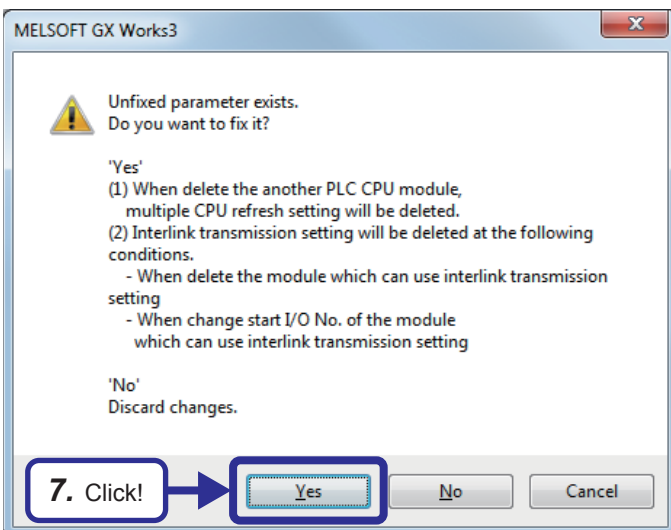 MELSOFT GX Works3
Unfixed parameter exists.
Do you want to fix it?
'Yes'
(1) When delete the another PLC CPU module,
multiple CPU refresh setting will be deleted.
(2) Interlink transmission setting will be deleted at the following
conditions.
- When delete the module which can use interlink transmission
setting
- When change start I/O No. of the module
which can use interlink transmission setting
'No'
Discard changes.
7. Click!
Yes
No
Cancel